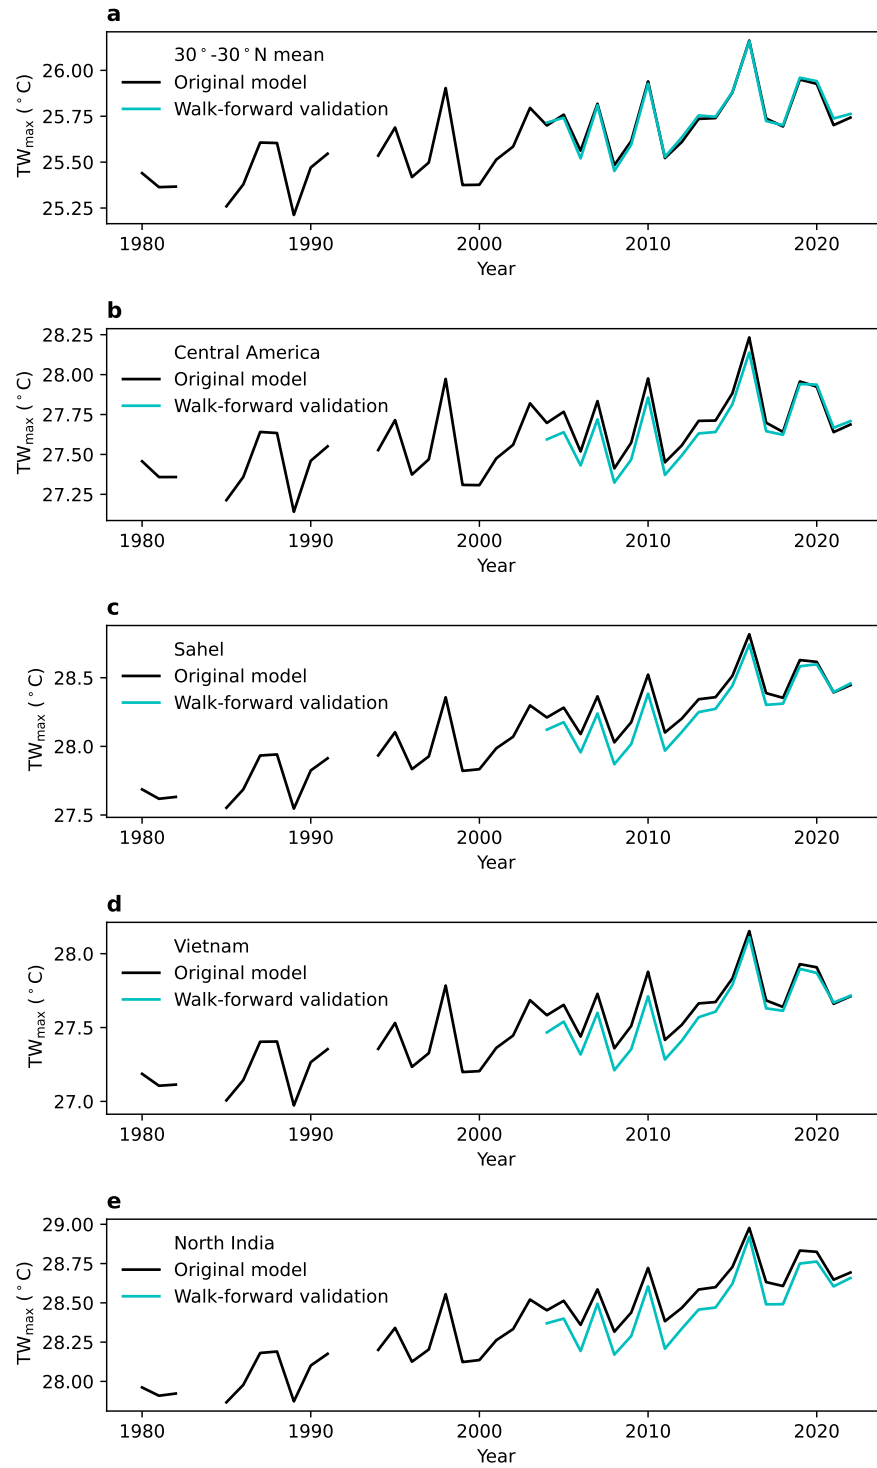 a
30°-30°N mean
Original model
Walk-forward validation
TWmax (°C)
26.00
25.75
25.50
25.25
1980 1990 2000 2010 2020
Year
b
Central America
Original model
Walk-forward validation
TWmax (°C)
28.25
28.00
27.75
27.50
27.25
1980 1990 2000 2010 2020
Year
c
Sahel
Original model
Walk-forward validation
TWmax (°C)
28.5
28.0
27.5
1980 1990 2000 2010 2020
Year
d
Vietnam
Original model
Walk-forward validation
TWmax (°C)
28.0
27.5
27.0
1980 1990 2000 2010 2020
Year
e
North India
Original model
Walk-forward validation
TWmax (°C)
29.00
28.75
28.50
28.25
28.00
1980 1990 2000 2010 2020
Year